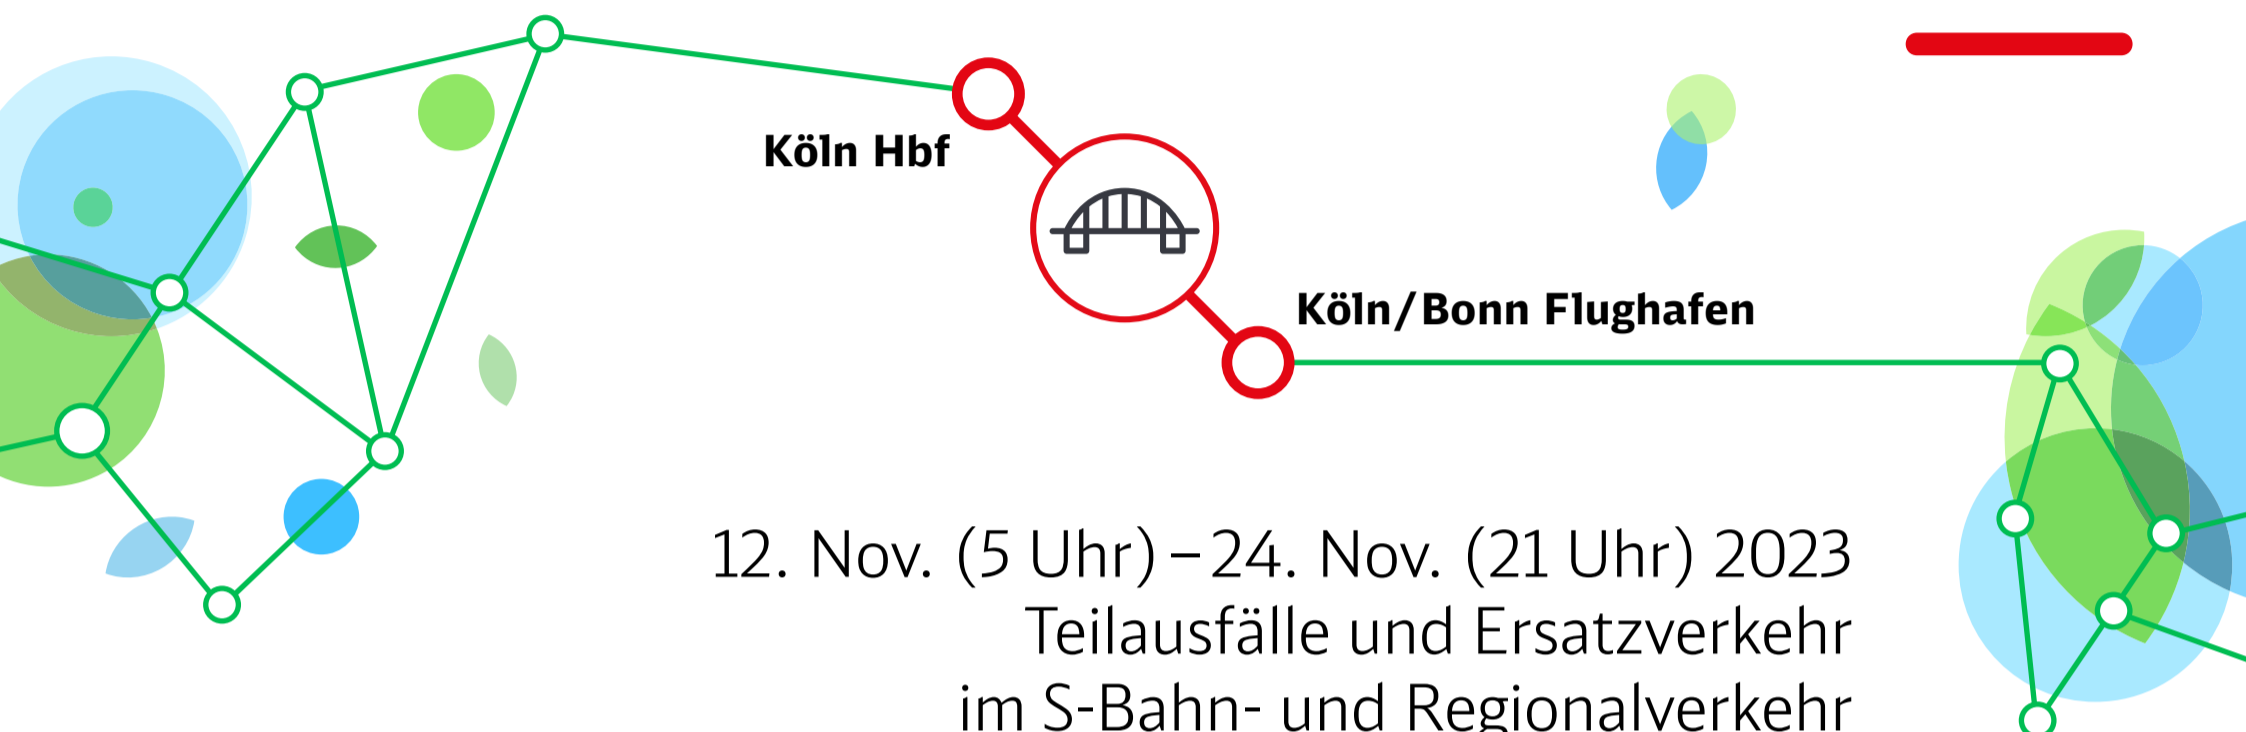 Köln Hbf
Köln/Bonn Flughafen
12. Nov. (5 Uhr) – 24. Nov. (21 Uhr) 2023
Teilausfälle und Ersatzverkehr
im S-Bahn- und Regionalverkehr